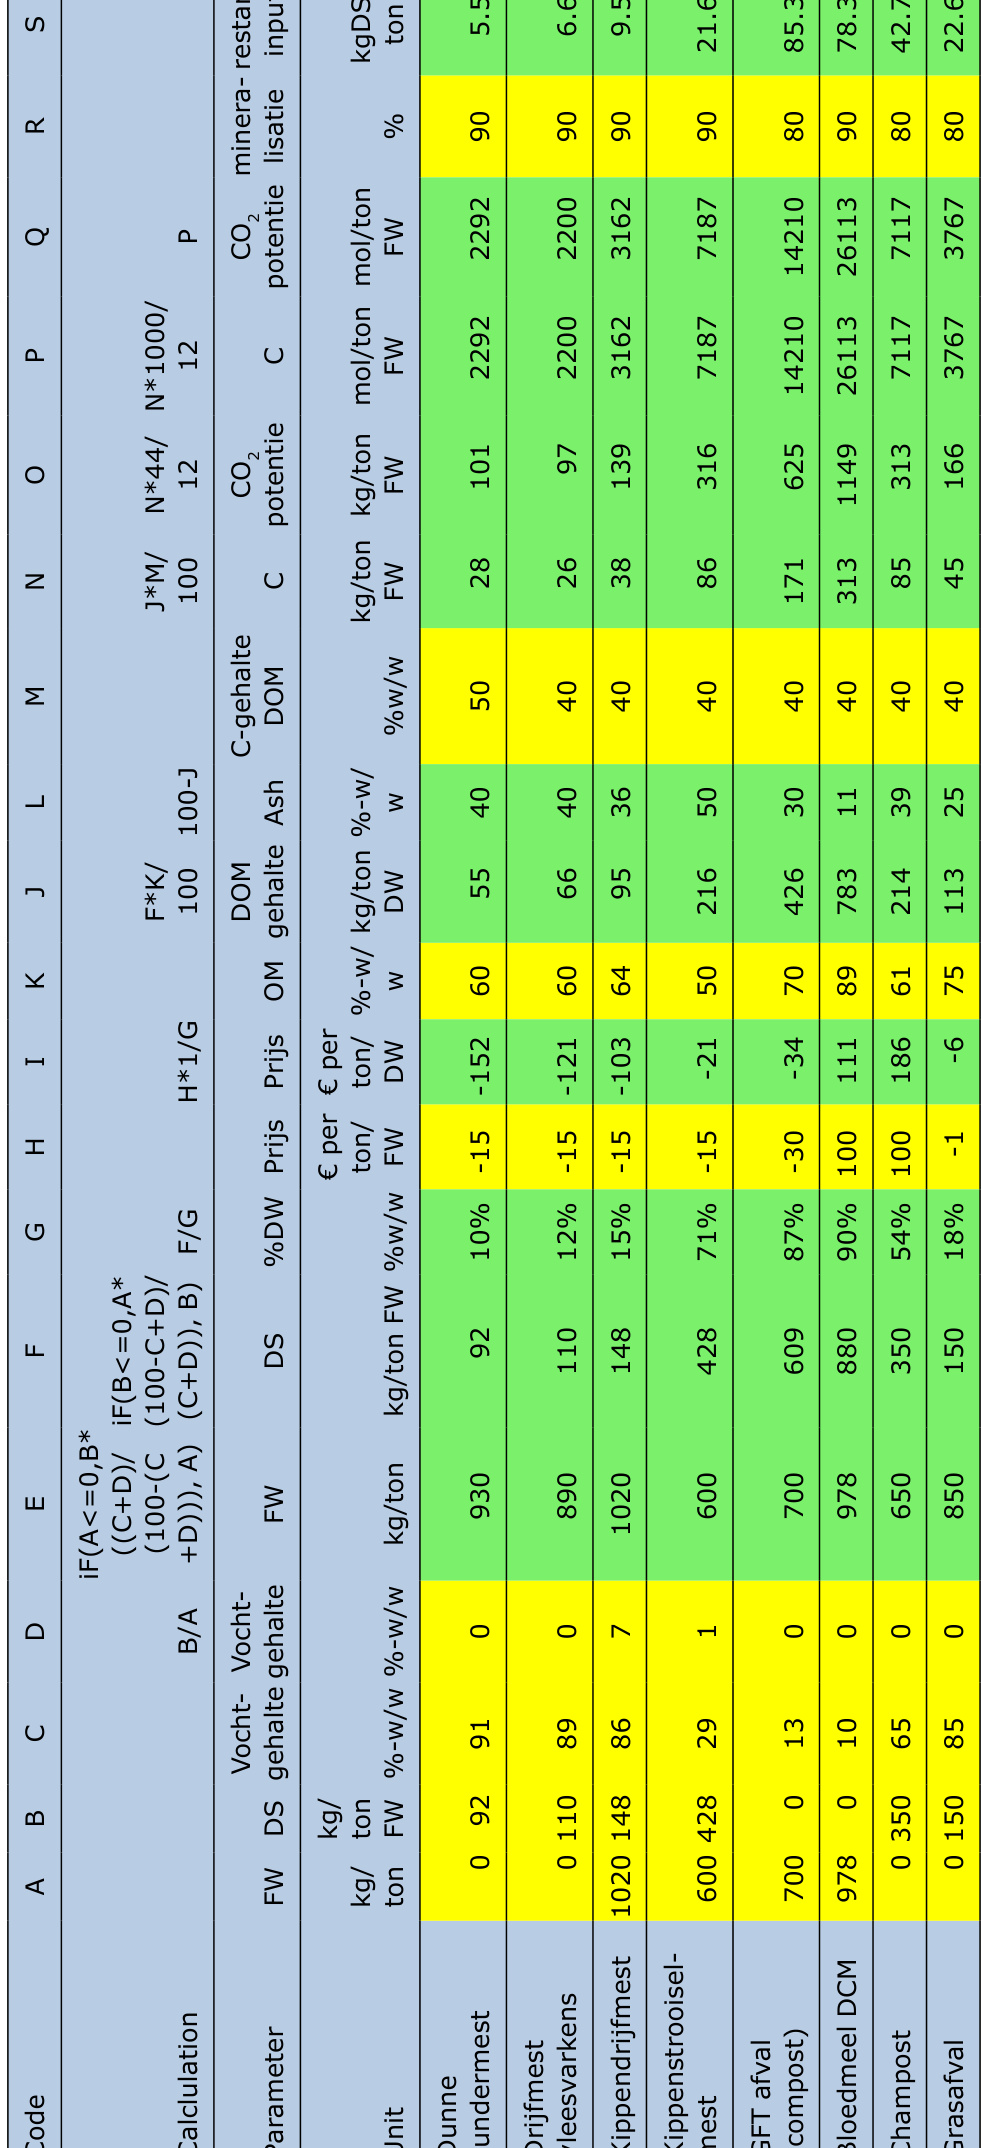 Code A B C D E F G H I K J L M N O P Q R S
iF(A<=0,B*
((C+D)/ iF(B<=0,A*
(100-(C (100-C+D)/ F*K/ J*M/ N*44/ N*1000/
Calclulation B/A +D)))), A) (C+D)), B) F/G H*1/G 100 100-J 100 12 12 P
Vocht- Vocht- DOM C-gehalte CO₂ CO₂ minera- restan
Parameter FW DS gehalte gehalte FW DS %DW Prijs Prijs OM gehalte Ash DOM C potentie C potentie lisatie inpu
kg/ € per € per
kg/ ton ton/ ton/ %-w/ kg/ton %-w/ kg/ton kg/ton mol/ton mol/ton kgDS
Unit ton FW %-w/w %-w/w kg/ton kg/ton FW %w/w FW DW w DW w %w/w FW FW FW FW % ton
Dunne
undermest 0 92 91 0 930 92 10% -15 -152 60 55 40 50 28 101 2292 2292 90 5.5
Drijfmest
vleesvarkens 0 110 89 0 890 110 12% -15 -121 60 66 40 40 26 97 2200 2200 90 6.6
Kippendrijfmest 1020 148 86 7 1020 148 15% -15 -103 64 95 36 40 38 139 3162 3162 90 9.5
Kippenstrooisel-
mest 600 428 29 1 600 428 71% -15 -21 50 216 50 40 86 316 7187 7187 90 21.6
GFT afval
compost) 700 0 13 0 700 609 87% -30 -34 70 426 30 40 171 625 14210 14210 80 85.3
Bloedmeel DCM 978 0 10 0 978 880 90% 100 111 89 783 11 40 313 1149 26113 26113 90 78.3
Champost 0 350 65 0 650 350 54% 100 186 61 214 39 40 85 313 7117 7117 80 42.7
Grasafval 0 150 85 0 850 150 18% -1 -6 75 113 25 40 45 166 3767 3767 80 22.6